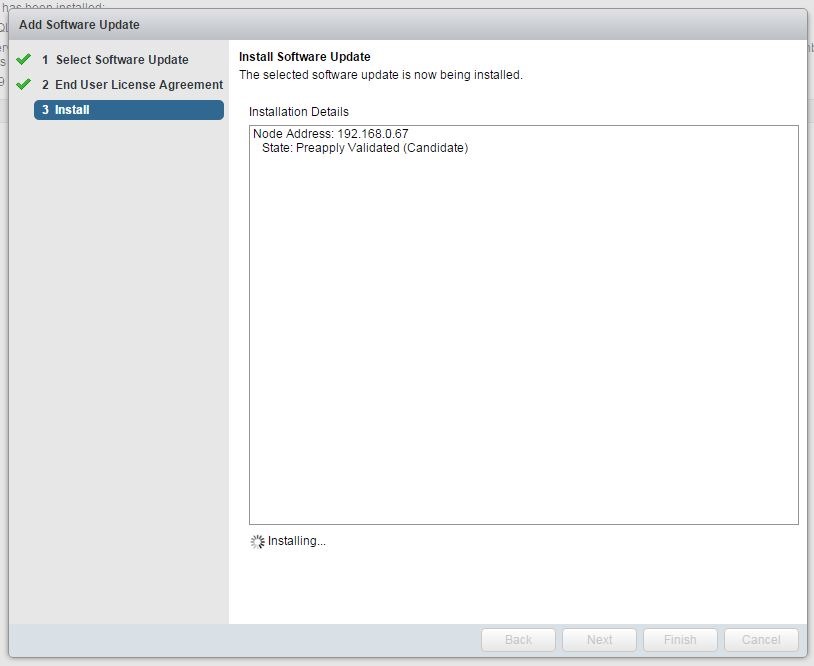 has been installed:
Add Software Update
1 Select Software Update
2 End User License Agreement
3 Install
Install Software Update
The selected software update is now being installed.
Installation Details
Node Address: 192.168.0.67
State: Preapply Validated (Candidate)
Installing...
Back
Next
Finish
Cancel